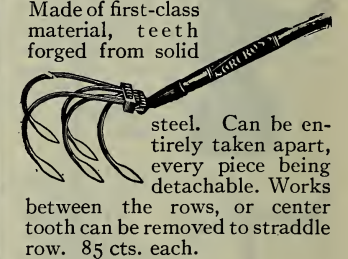 Made of first-class
material, teeth
forged from solid
NORCROSS
steel. Can be en-
tirely taken apart,
every piece being
detachable. Works
between the rows, or center
tooth can be removed to straddle
row. 85 cts. each.